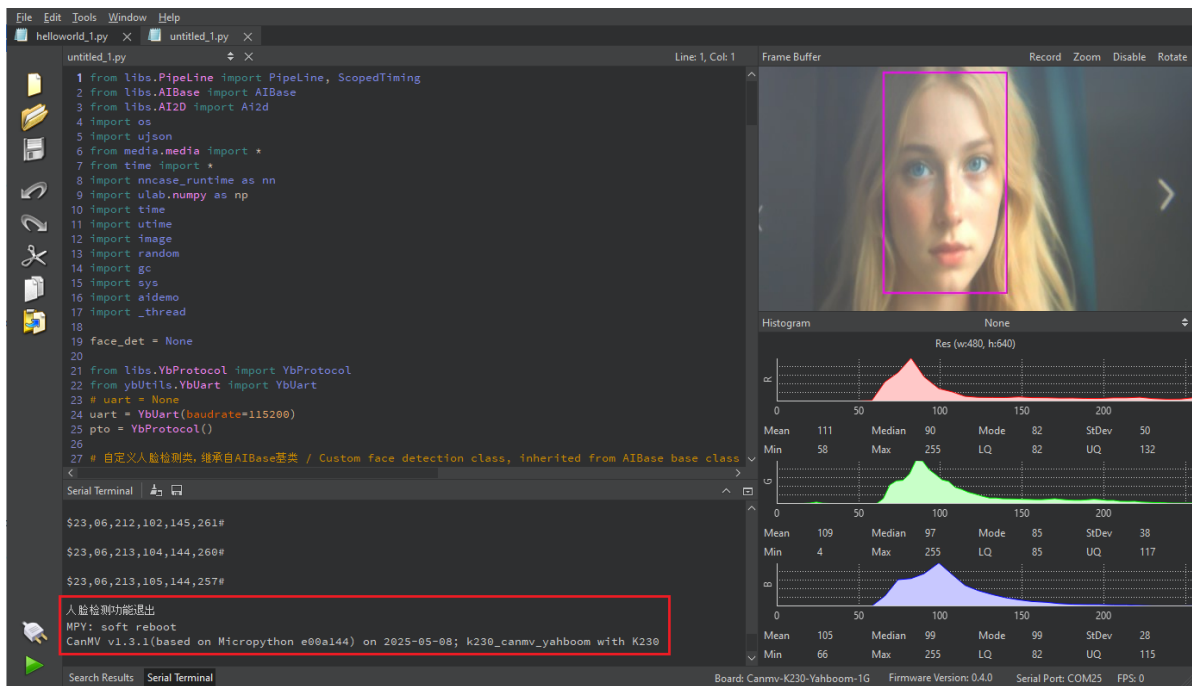 File Edit Tools Window Help
helloworld_1.py untitled_1.py
untitled_1.py Line: 1, Col: 1
1 from libs.PipeLine import PipeLine, ScopedTiming
2 from libs.AIBase import AIBase
3 from libs.AI2D import Ai2d
4 import os
5 import ujson
6 from media.media import *
7 from time import *
8 import nncase_runtime as nn
9 import ulab.numpy as np
10 import time
11 import utime
12 import image
13 import random
14 import gc
15 import sys
16 import aidemo
17 import _thread
18
19 face_det = None
20
21 from libs.YbProtocol import YbProtocol
22 from ybUtils.YbUart import YbUart
23 # uart = None
24 uart = YbUart(baudrate=115200)
25 pto = YbProtocol()
26
27 # 自定义人脸检测类，继承自AIBase基类 / Custom face detection class, inherited from AIBase base class
Serial Terminal
$23,06,212,102,145,261#
$23,06,213,104,144,260#
$23,06,213,105,144,257#
人脸检测功能退出
MPY: soft reboot
CanMV v1.3.1(based on Micropython e00a144) on 2025-05-08; k230_canmv_yahboom with K230
Search Results Serial Terminal
Frame Buffer Record Zoom Disable Rotate
Histogram None
Res (w:480, h:640)
R
0 50 100 150 200
Mean 111 Median 90 Mode 82 StDev 50
Min 58 Max 255 LQ 82 UQ 132
G
0 50 100 150 200
Mean 109 Median 97 Mode 85 StDev 38
Min 4 Max 255 LQ 85 UQ 117
B
0 50 100 150 200
Mean 105 Median 99 Mode 99 StDev 28
Min 66 Max 255 LQ 82 UQ 115
Board: Canmv-K230-Yahboom-1G Firmware Version: 0.4.0 Serial Port: COM25 FPS: 0